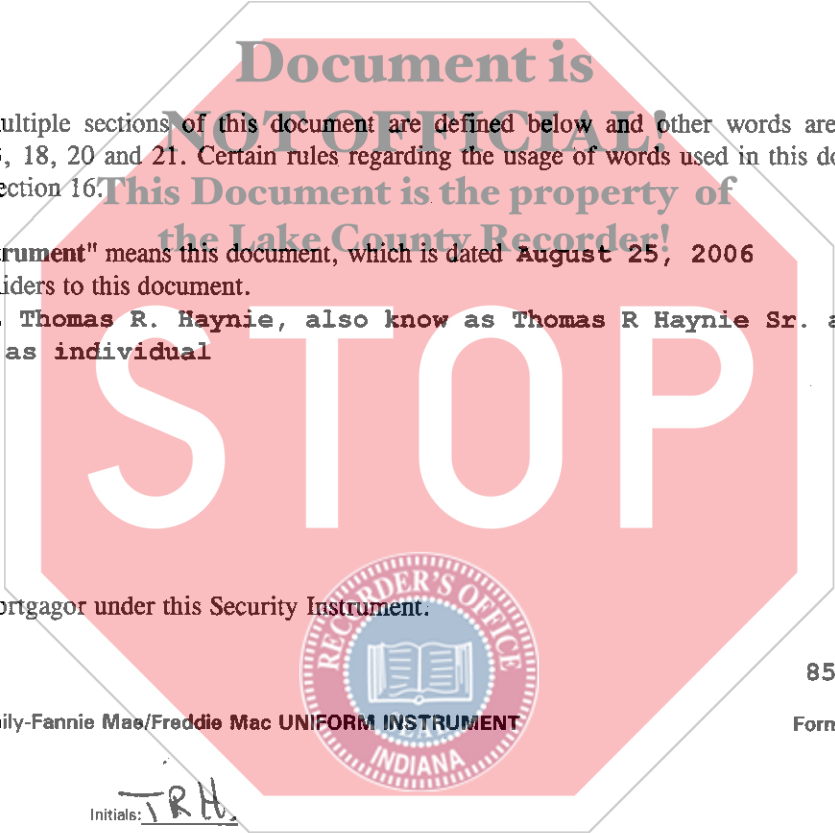 Document is
NOT OFFICIAL!
This Document is the property of
the Lake County Recorder!
STOP
ultiple sections of this document are defined below and other words are
, 18, 20 and 21. Certain rules regarding the usage of words used in this do
ection 16.
rument" means this document, which is dated August 25, 2006
iders to this document.
Thomas R. Haynie, also know as Thomas R Haynie Sr. a
as individual
ortgagor under this Security Instrument.
RECORDER'S OFFICE
SEAL
INDIANA
85
ily-Fannie Mae/Freddie Mac UNIFORM INSTRUMENT
Form
Initials: TRH.